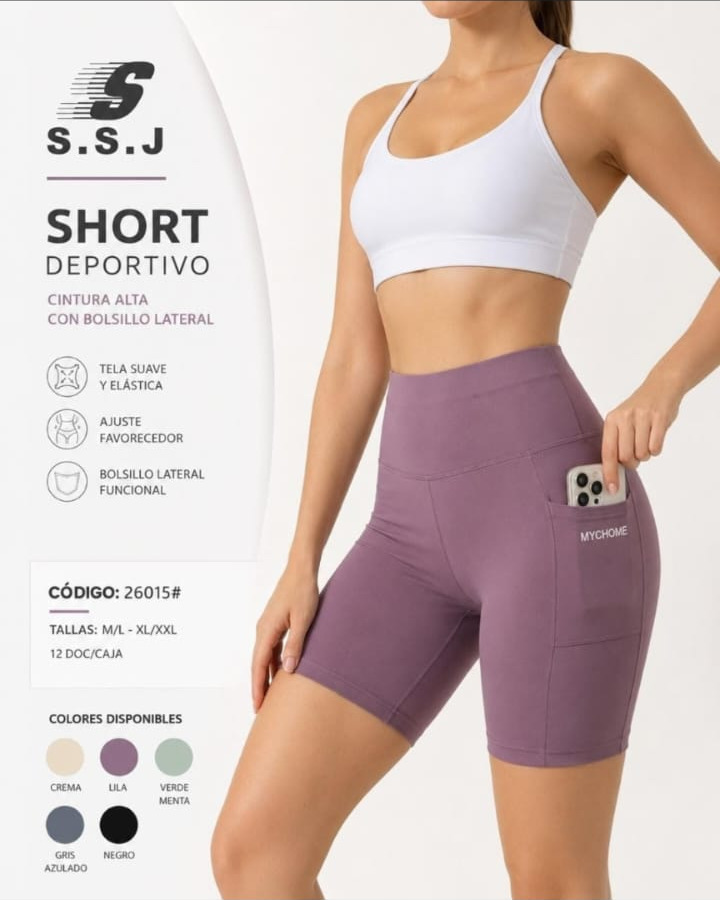 S
S.S.J
SHORT
DEPORTIVO
CINTURA ALTA
CON BOLSILLO LATERAL
TELA SUAVE
Y ELÁSTICA
AJUSTE
FAVORECEDOR
BOLSILLO LATERAL
FUNCIONAL
MYCHOME
CÓDIGO: 26015#
TALLAS: M/L - XL/XXL
12 DOC/CAJA
COLORES DISPONIBLES
CREMA
LILA
VERDE
MENTA
GRIS
AZULADO
NEGRO